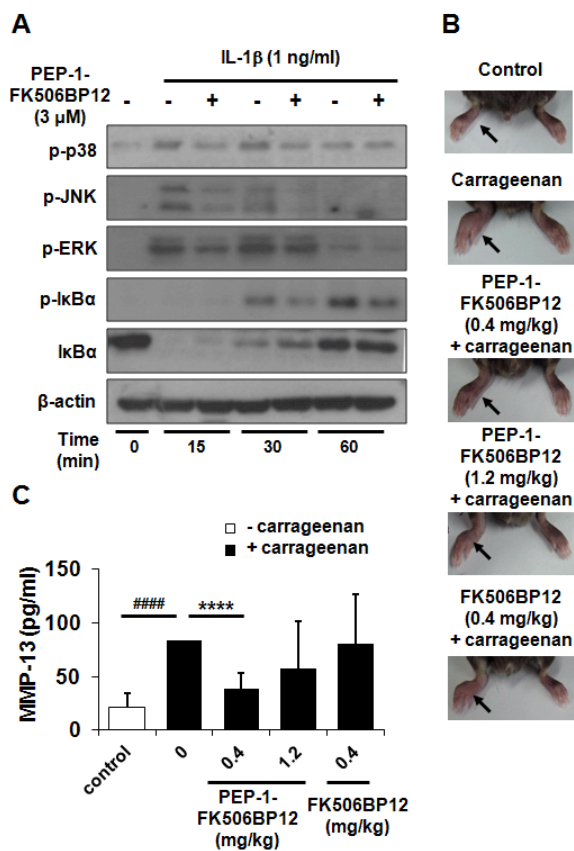 A
IL-1β (1 ng/ml)
PEP-1-
FK506BP12
(3 μM)
- - + - + - +
p-p38
p-JNK
p-ERK
p-IκBα
IκBα
β-actin
Time
(min)
0 15 30 60
B
Control
Carrageenan
PEP-1-
FK506BP12
(0.4 mg/kg)
+ carrageenan
PEP-1-
FK506BP12
(1.2 mg/kg)
+ carrageenan
FK506BP12
(0.4 mg/kg)
+ carrageenan
C
- carrageenan
+ carrageenan
MMP-13 (pg/ml)
150
100
50
0
####
****
control 0 0.4 1.2 0.4
PEP-1-
FK506BP12
(mg/kg)
FK506BP12
(mg/kg)